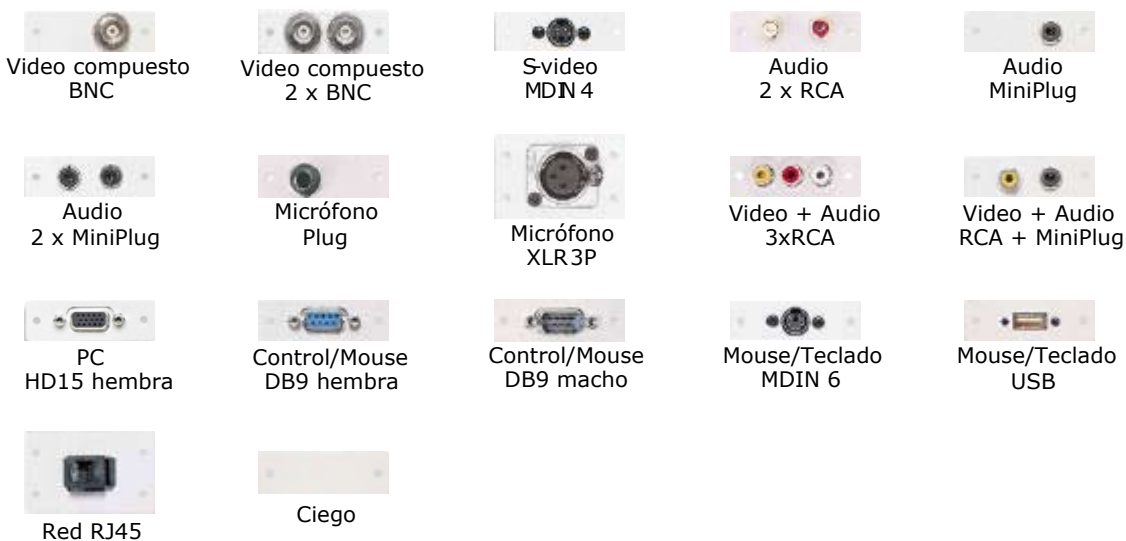 Video compuesto
BNC
Video compuesto
2 x BNC
S-video
MDIN 4
Audio
2 x RCA
Audio
MiniPlug
Audio
2 x MiniPlug
Micrófono
Plug
Micrófono
XLR3P
Video + Audio
3xRCA
Video + Audio
RCA + MiniPlug
PC
HD15 hembra
Control/Mouse
DB9 hembra
Control/Mouse
DB9 macho
Mouse/Teclado
MDIN 6
Mouse/Teclado
USB
Red RJ45
Ciego